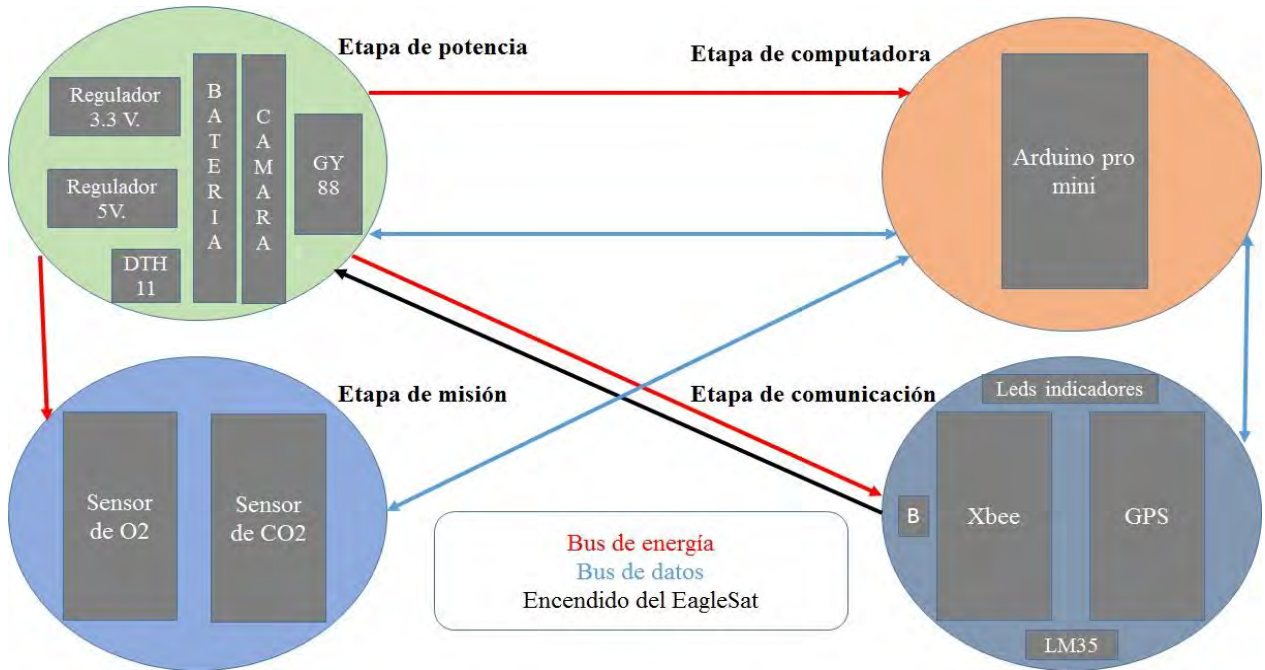 Etapa de potencia
Regulador
3.3 V.
Regulador
5V.
DTH
11
B
A
T
E
R
I
A
C
A
M
A
R
A
GY
88
Etapa de computadora
Arduino pro
mini
Etapa de misión
Sensor
de O2
Sensor
de CO2
Etapa de comunicación
Leds indicadores
B
Xbee
GPS
LM35
Bus de energía
Bus de datos
Encendido del EagleSat